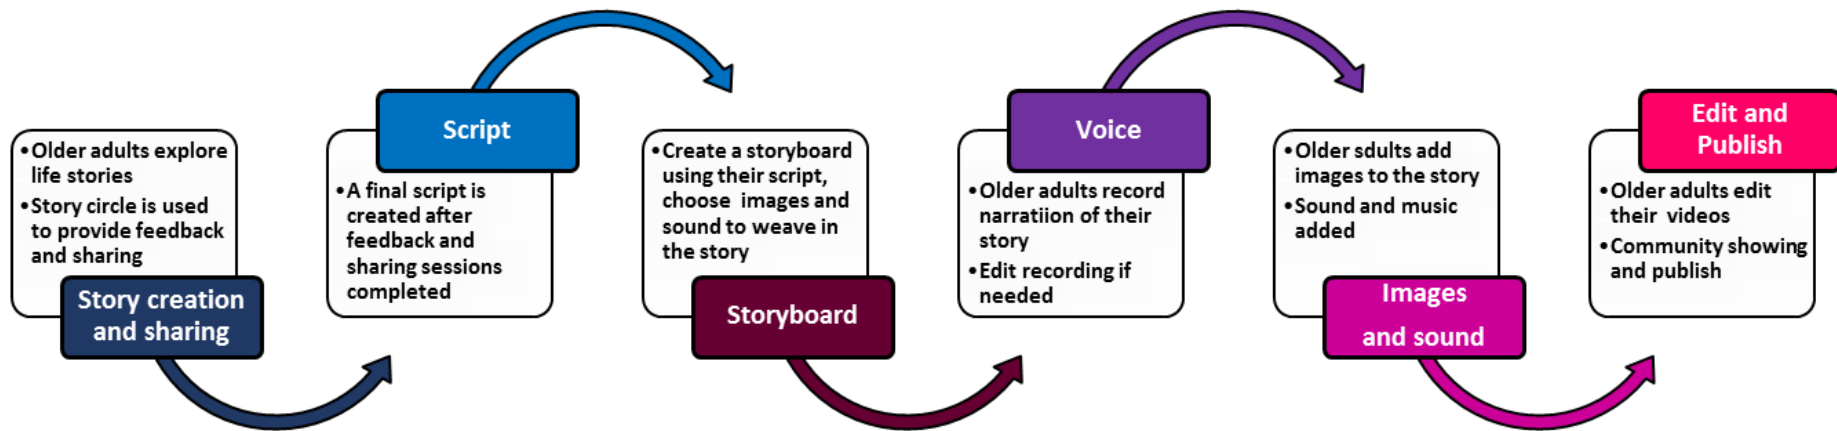 •Older adults explore
life stories
•Story circle is used
to provide feedback
and sharing
Story creation
and sharing
Script
•A final script is
created after
feedback and
sharing sessions
completed
•Create a storyboard
using their script,
choose images and
sound to weave in
the story
Storyboard
Voice
•Older adults record
narratiion of their
story
•Edit recording if
needed
•Older sdults add
images to the story
•Sound and music
added
Images
and sound
Edit and
Publish
•Older adults edit
their videos
•Community showing
and publish